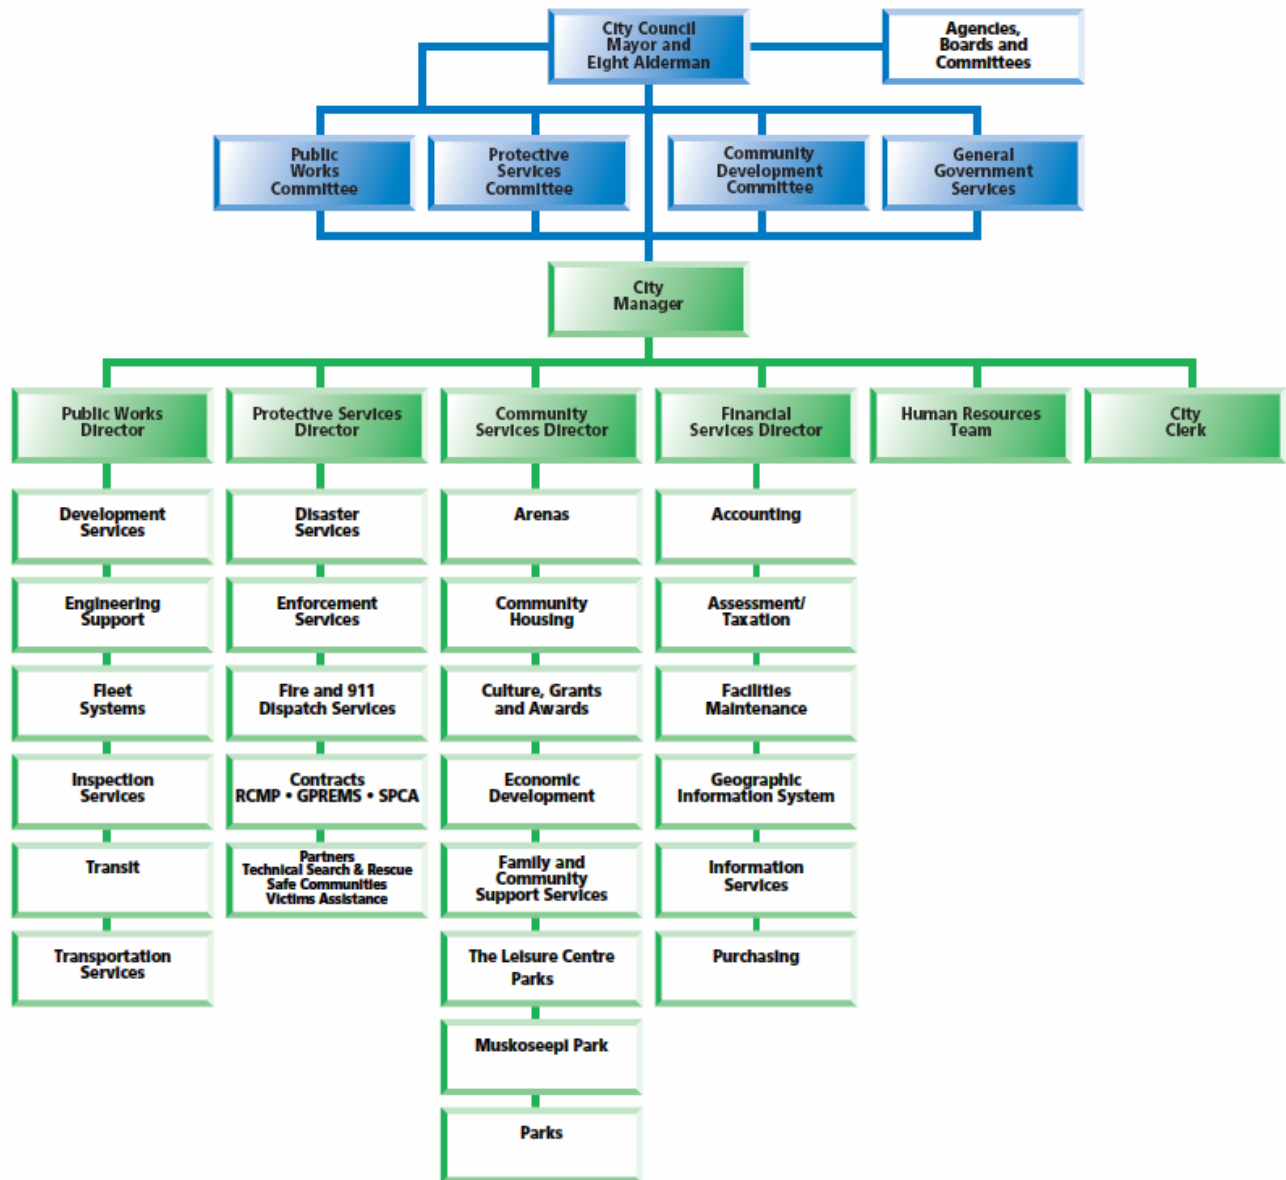 City Council
Mayor and
Eight Alderman
Agencies,
Boards and
Committees
Public
Works
Committee
Protective
Services
Committee
Community
Development
Committee
General
Government
Services
City
Manager
Public Works
Director
Protective Services
Director
Community
Services Director
Financial
Services Director
Human Resources
Team
City
Clerk
Development
Services
Engineering
Support
Fleet
Systems
Inspection
Services
Transit
Transportation
Services
Disaster
Services
Enforcement
Services
Fire and 911
Dispatch Services
Contracts
RCMP • GPREMS • SPCA
Partners
Technical Search & Rescue
Safe Communities
Victims Assistance
Arenas
Community
Housing
Culture, Grants
and Awards
Economic
Development
Family and
Community
Support Services
The Leisure Centre
Parks
Muskoseepi Park
Parks
Accounting
Assessment/
Taxation
Facilities
Maintenance
Geographic
Information System
Information
Services
Purchasing